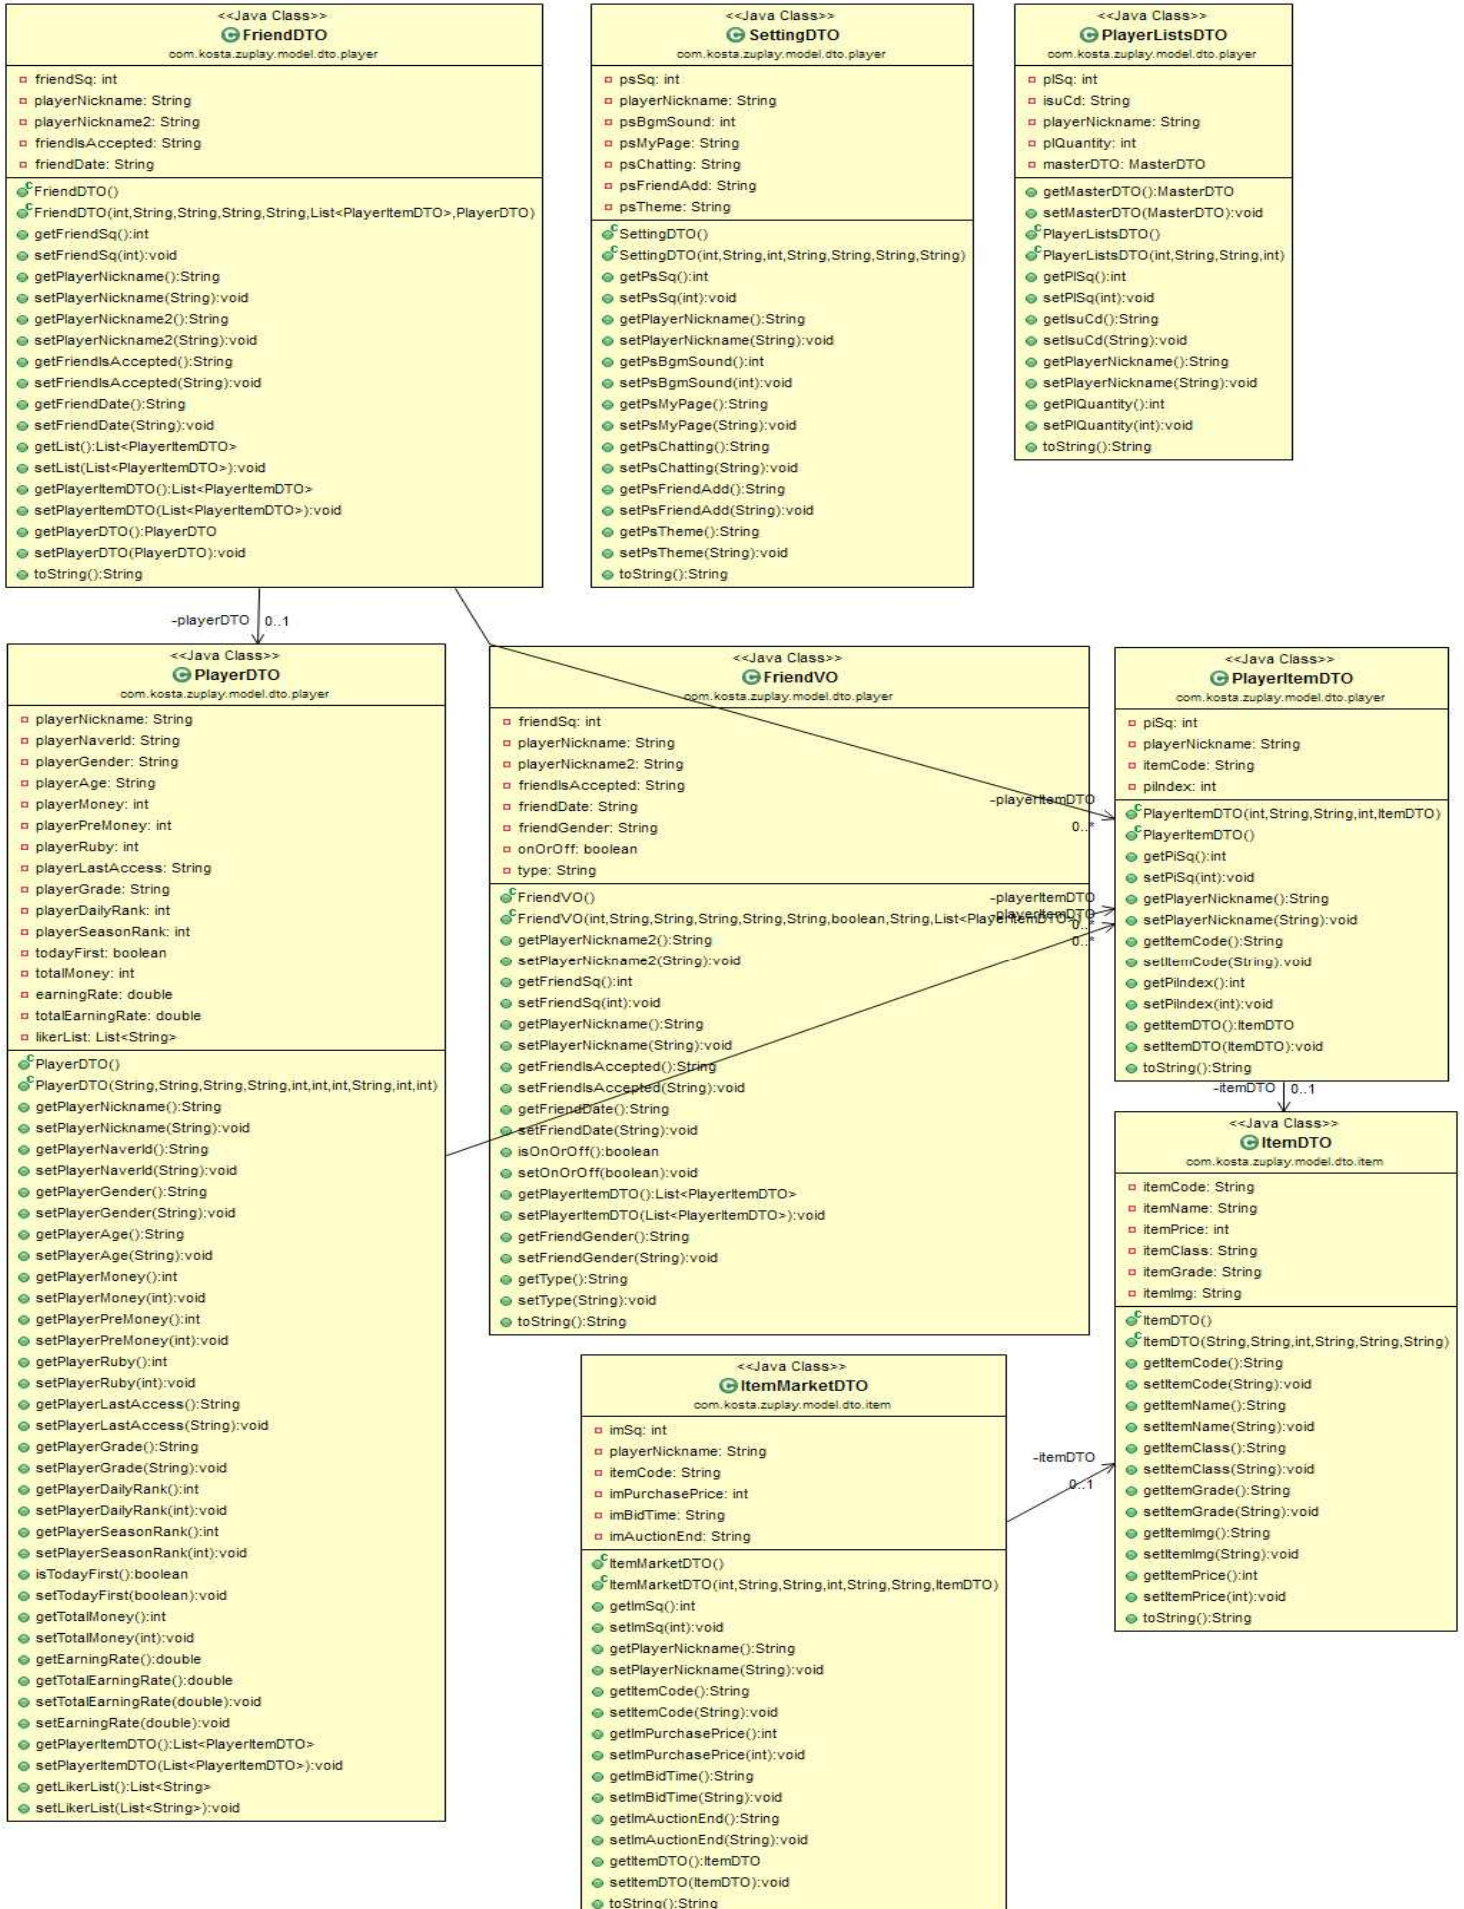 <<Java Class>>
FriendDTO
com.kosta.zuplay.model.dto.player
friendSq: int
playerNickname: String
playerNickname2: String
friendIsAccepted: String
friendDate: String
FriendDTO()
FriendDTO(int,String,String,String,String,List<PlayerItemDTO>,PlayerDTO)
getFriendSq():int
setFriendSq(int):void
getPlayerNickname():String
setPlayerNickname(String):void
getPlayerNickname2():String
setPlayerNickname2(String):void
getFriendIsAccepted():String
setFriendIsAccepted(String):void
getFriendDate():String
setFriendDate(String):void
getList():List<PlayerItemDTO>
setList(List<PlayerItemDTO>):void
getPlayerItemDTO():List<PlayerItemDTO>
setPlayerItemDTO(List<PlayerItemDTO>):void
getPlayerDTO():PlayerDTO
setPlayerDTO(PlayerDTO):void
toString():String
<<Java Class>>
SettingDTO
com.kosta.zuplay.model.dto.player
psSq: int
playerNickname: String
psBgmSound: int
psMyPage: String
psChatting: String
psFriendAdd: String
psTheme: String
SettingDTO()
SettingDTO(int,String,int,String,String,String,String)
getPsSq():int
setPsSq(int):void
getPlayerNickname():String
setPlayerNickname(String):void
getPsBgmSound():int
setPsBgmSound(int):void
getPsMyPage():String
setPsMyPage(String):void
getPsChatting():String
setPsChatting(String):void
getPsFriendAdd():String
setPsFriendAdd(String):void
getPsTheme():String
setPsTheme(String):void
toString():String
<<Java Class>>
PlayerListsDTO
com.kosta.zuplay.model.dto.player
plSq: int
isuCd: String
playerNickname: String
plQuantity: int
masterDTO: MasterDTO
getMasterDTO():MasterDTO
setMasterDTO(MasterDTO):void
PlayerListsDTO()
PlayerListsDTO(int,String,String,int)
getPlSq():int
setPlSq(int):void
getIsuCd():String
setIsuCd(String):void
getPlayerNickname():String
setPlayerNickname(String):void
getPlQuantity():int
setPlQuantity(int):void
toString():String
-playerDTO 0..1
<<Java Class>>
PlayerDTO
com.kosta.zuplay.model.dto.player
playerNickname: String
playerNaverId: String
playerGender: String
playerAge: String
playerMoney: int
playerPreMoney: int
playerRuby: int
playerLastAccess: String
playerGrade: String
playerDailyRank: int
playerSeasonRank: int
todayFirst: boolean
totalMoney: int
earningRate: double
totalEarningRate: double
likerList: List<String>
PlayerDTO()
PlayerDTO(String,String,String,String,int,int,int,String,int,int)
getPlayerNickname():String
setPlayerNickname(String):void
getPlayerNaverId():String
setPlayerNaverId(String):void
getPlayerGender():String
setPlayerGender(String):void
getPlayerAge():String
setPlayerAge(String):void
getPlayerMoney():int
setPlayerMoney(int):void
getPlayerPreMoney():int
setPlayerPreMoney(int):void
getPlayerRuby():int
setPlayerRuby(int):void
getPlayerLastAccess():String
setPlayerLastAccess(String):void
getPlayerGrade():String
setPlayerGrade(String):void
getPlayerDailyRank():int
setPlayerDailyRank(int):void
getPlayerSeasonRank():int
setPlayerSeasonRank(int):void
isTodayFirst():boolean
setTodayFirst(boolean):void
getTotalMoney():int
setTotalMoney(int):void
getEarningRate():double
getTotalEarningRate():double
setTotalEarningRate(double):void
setEarningRate(double):void
getPlayerItemDTO():List<PlayerItemDTO>
setPlayerItemDTO(List<PlayerItemDTO>):void
getLikerList():List<String>
setLikerList(List<String>):void
<<Java Class>>
FriendVO
com.kosta.zuplay.model.dto.player
friendSq: int
playerNickname: String
playerNickname2: String
friendIsAccepted: String
friendDate: String
friendGender: String
onOrOff: boolean
type: String
FriendVO()
FriendVO(int,String,String,String,String,String,boolean,String,List<PlayerItemDTO>)
getPlayerNickname2():String
setPlayerNickname2(String):void
getFriendSq():int
setFriendSq(int):void
getPlayerNickname():String
setPlayerNickname(String):void
getFriendIsAccepted():String
setFriendIsAccepted(String):void
getFriendDate():String
setFriendDate(String):void
isOnOrOff():boolean
setOnOrOff(boolean):void
getPlayerItemDTO():List<PlayerItemDTO>
setPlayerItemDTO(List<PlayerItemDTO>):void
getFriendGender():String
setFriendGender(String):void
getType():String
setType(String):void
toString():String
-playerItemDTO
0..*
-playerItemDTO
-playerItemDTO
0..*
0..*
<<Java Class>>
PlayerItemDTO
com.kosta.zuplay.model.dto.player
piSq: int
playerNickname: String
itemCode: String
piIndex: int
PlayerItemDTO(int,String,String,int,ItemDTO)
PlayerItemDTO()
getPiSq():int
setPiSq(int):void
getPlayerNickname():String
setPlayerNickname(String):void
getItemCode():String
setItemCode(String):void
getPiIndex():int
setPiIndex(int):void
getItemDTO():ItemDTO
setItemDTO(ItemDTO):void
toString():String
-itemDTO 0..1
<<Java Class>>
ItemDTO
com.kosta.zuplay.model.dto.item
itemCode: String
itemName: String
itemPrice: int
itemClass: String
itemGrade: String
itemImg: String
ItemDTO()
ItemDTO(String,String,int,String,String,String)
getItemCode():String
setItemCode(String):void
getItemName():String
setItemName(String):void
getItemClass():String
setItemClass(String):void
getItemGrade():String
setItemGrade(String):void
getItemImg():String
setItemImg(String):void
getItemPrice():int
setItemPrice(int):void
toString():String
<<Java Class>>
ItemMarketDTO
com.kosta.zuplay.model.dto.item
imSq: int
playerNickname: String
itemCode: String
imPurchasePrice: int
imBidTime: String
imAuctionEnd: String
ItemMarketDTO()
ItemMarketDTO(int,String,String,int,String,String,ItemDTO)
getImSq():int
setImSq(int):void
getPlayerNickname():String
setPlayerNickname(String):void
getItemCode():String
setItemCode(String):void
getImPurchasePrice():int
setImPurchasePrice(int):void
getImBidTime():String
setImBidTime(String):void
getImAuctionEnd():String
setImAuctionEnd(String):void
getItemDTO():ItemDTO
setItemDTO(ItemDTO):void
toString():String
-itemDTO
0..1